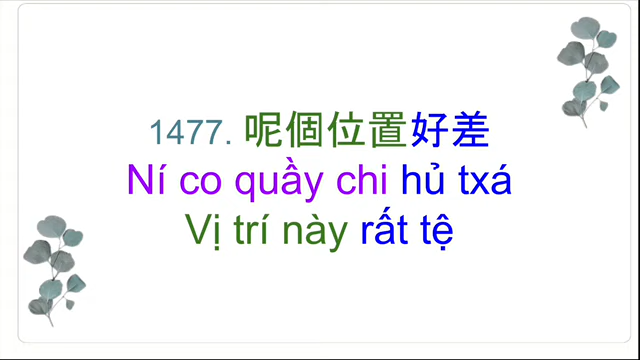 1477. 呢個位置好差
Ní co quầy chi hủ txá
Vị trí này rất tệ